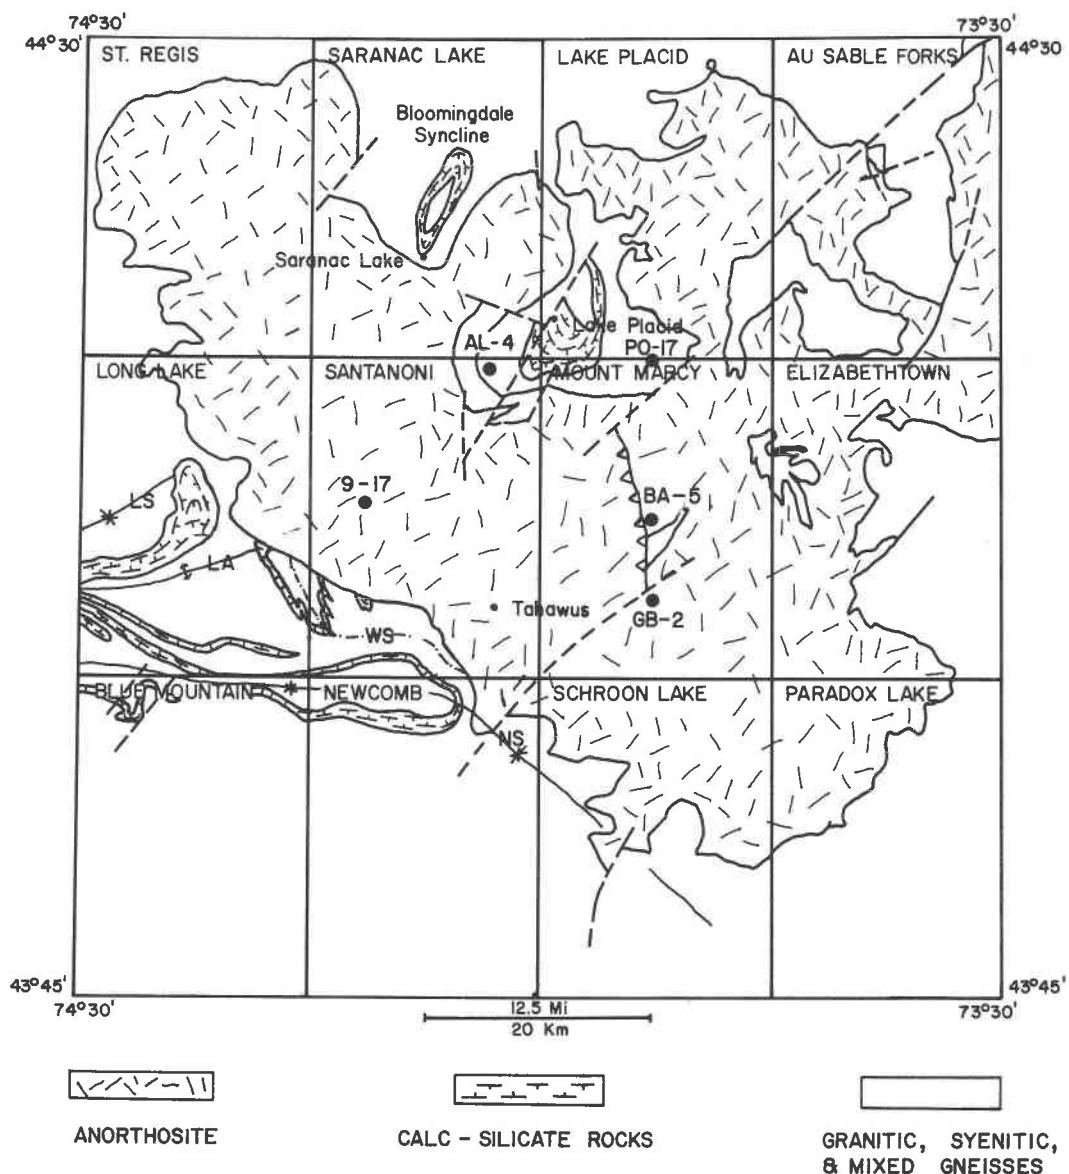 74°30'
73°30'
44°30'
44°30
ST. REGIS
SARANAC LAKE
LAKE PLACID
AU SABLE FORKS
Bloomingdale
Syncline
Saranac Lake
Lake Placid
AL-4
PO-17
LONG LAKE
SANTANONI
MOUNT MARCY
ELIZABETHTOWN
9-17
BA-5
LS
LA
Tahawus
GB-2
WS
BLUE MOUNTAIN
NEWCOMB
SCHROON LAKE
PARADOX LAKE
NS
43°45'
43°45'
74°30'
12.5 Mi
73°30'
20 Km
ANORTHOSITE
CALC - SILICATE ROCKS
GRANITIC, SYENITIC,
& MIXED GNEISSES